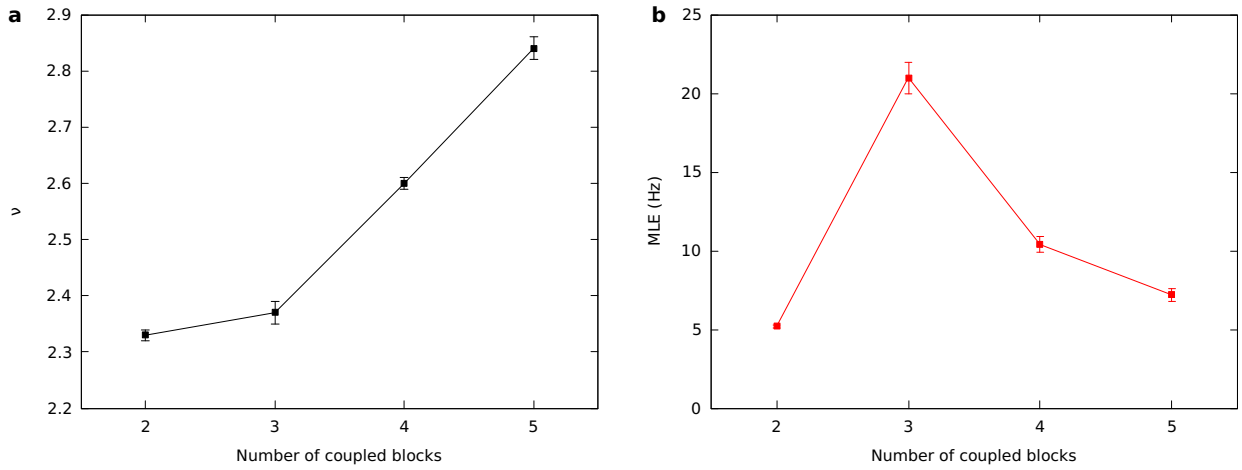 a
2.9
2.8
2.7
2.6
2.5
2.4
2.3
2.2
ν
2 3 4 5
Number of coupled blocks
b
25
20
15
10
5
0
MLE (Hz)
2 3 4 5
Number of coupled blocks